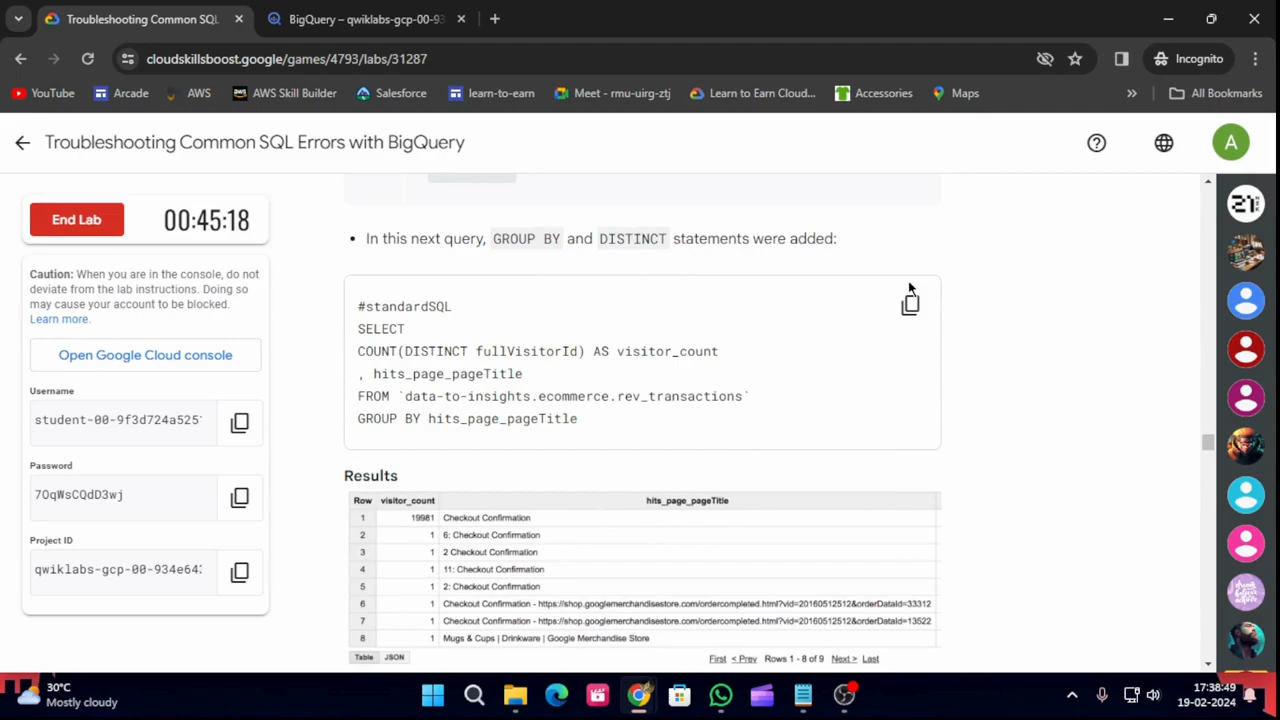 Troubleshooting Common SQL
BigQuery – qwiklabs-gcp-00-93
cloudskillsboost.google/games/4793/labs/31287
Incognito
YouTube
Arcade
AWS
AWS Skill Builder
Salesforce
learn-to-earn
Meet - rmu-uirg-ztj
Learn to Earn Cloud...
Accessories
Maps
All Bookmarks
Troubleshooting Common SQL Errors with BigQuery
A
End Lab
00:45:18
Caution: When you are in the console, do not
deviate from the lab instructions. Doing so
may cause your account to be blocked.
Learn more.
Open Google Cloud console
Username
student-00-9f3d724a525
Password
7OqWsCQdD3wj
Project ID
qwiklabs-gcp-00-934e64
• In this next query, GROUP BY and DISTINCT statements were added:
#standardSQL
SELECT
COUNT(DISTINCT fullVisitorId) AS visitor_count
, hits_page_pageTitle
FROM `data-to-insights.ecommerce.rev_transactions`
GROUP BY hits_page_pageTitle
Results
Row visitor_count hits_page_pageTitle
1 19981 Checkout Confirmation
2 1 6: Checkout Confirmation
3 1 2 Checkout Confirmation
4 1 11: Checkout Confirmation
5 1 2: Checkout Confirmation
6 1 Checkout Confirmation - https://shop.googlemerchandisestore.com/ordercompleted.html?vid=20160512512&orderDataId=33312
7 1 Checkout Confirmation - https://shop.googlemerchandisestore.com/ordercompleted.html?vid=20160512512&orderDataId=13522
8 1 Mugs & Cups | Drinkware | Google Merchandise Store
Table JSON First < Prev Rows 1 - 8 of 9 Next > Last
30°C
Mostly cloudy
17:38:49
19-02-2024